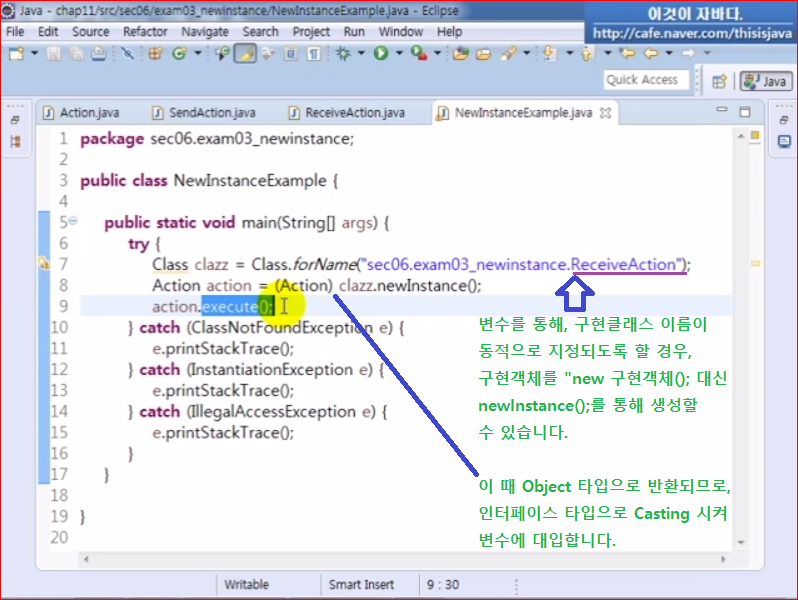 Java - chap11/src/sec06/exam03_newinstance/NewInstanceExample.java - Eclipse
이것이 자바다.
http://cafe.naver.com/thisisjava
File Edit Source Refactor Navigate Search Project Run Window Help
Quick Access
Java
Action.java SendAction.java ReceiveAction.java NewInstanceExample.java
1 package sec06.exam03_newinstance;
2
3 public class NewInstanceExample {
4
5 public static void main(String[] args) {
6 try {
7 Class clazz = Class.forName("sec06.exam03_newinstance.ReceiveAction");
8 Action action = (Action) clazz.newInstance();
9 action.execute();
10 } catch (ClassNotFoundException e) {
11 e.printStackTrace();
12 } catch (InstantiationException e) {
13 e.printStackTrace();
14 } catch (IllegalAccessException e) {
15 e.printStackTrace();
16 }
17 }
18
19 }
20
변수를 통해, 구현클래스 이름이
동적으로 지정되도록 할 경우,
구현객체를 "new 구현객체(); 대신
newInstance();를 통해 생성할
수 있습니다.
이 때 Object 타입으로 반환되므로,
인터페이스 타입으로 Casting 시켜
변수에 대입합니다.
Writable Smart Insert 9 : 30